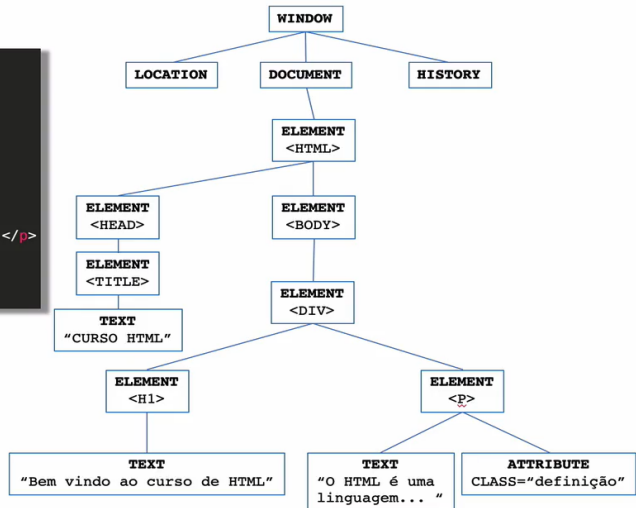 WINDOW
LOCATION
DOCUMENT
HISTORY
ELEMENT
<HTML>
ELEMENT
<HEAD>
ELEMENT
<BODY>
</p>
ELEMENT
<TITLE>
ELEMENT
<DIV>
TEXT
“CURSO HTML”
ELEMENT
<H1>
ELEMENT
<P>
TEXT
“Bem vindo ao curso de HTML”
TEXT
“O HTML é uma
linguagem... “
ATTRIBUTE
CLASS=“definição”